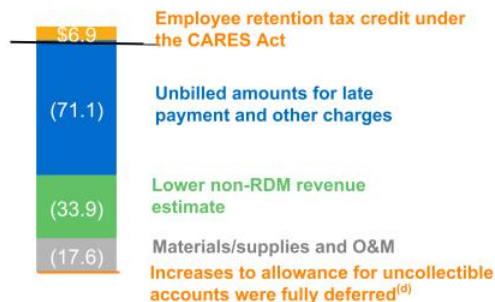 $6.9
Employee retention tax credit under
the CARES Act
(71.1)
Unbilled amounts for late
payment and other charges
(33.9)
Lower non-RDM revenue
estimate
(17.6)
Materials/supplies and O&M
Increases to allowance for uncollectible
accounts were fully deferred(d)